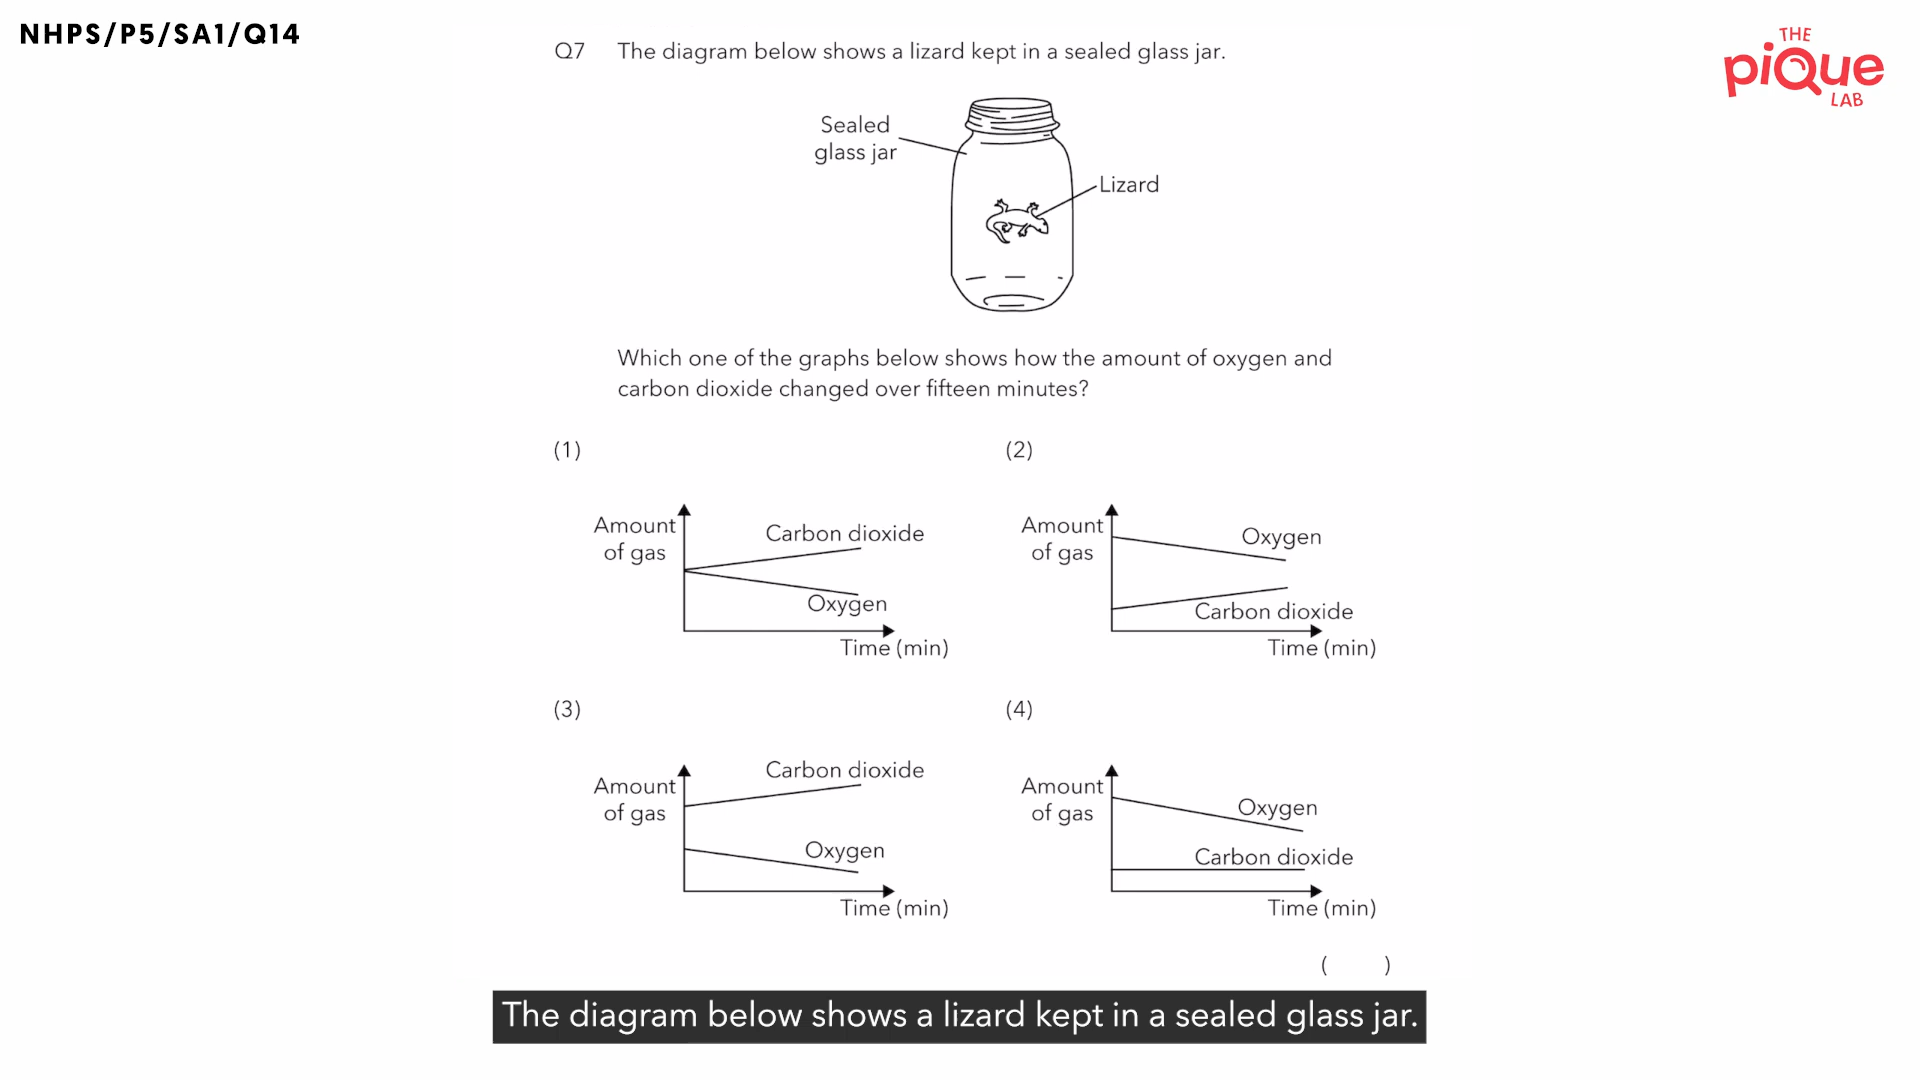 NHPS/P5/SA1/Q14
THE
piQue
LAB
Q7 The diagram below shows a lizard kept in a sealed glass jar.
Sealed
glass jar
Lizard
Which one of the graphs below shows how the amount of oxygen and
carbon dioxide changed over fifteen minutes?
(1)
Amount
of gas
Carbon dioxide
Oxygen
Time (min)
(2)
Amount
of gas
Oxygen
Carbon dioxide
Time (min)
(3)
Amount
of gas
Carbon dioxide
Oxygen
Time (min)
(4)
Amount
of gas
Oxygen
Carbon dioxide
Time (min)
( )
The diagram below shows a lizard kept in a sealed glass jar.